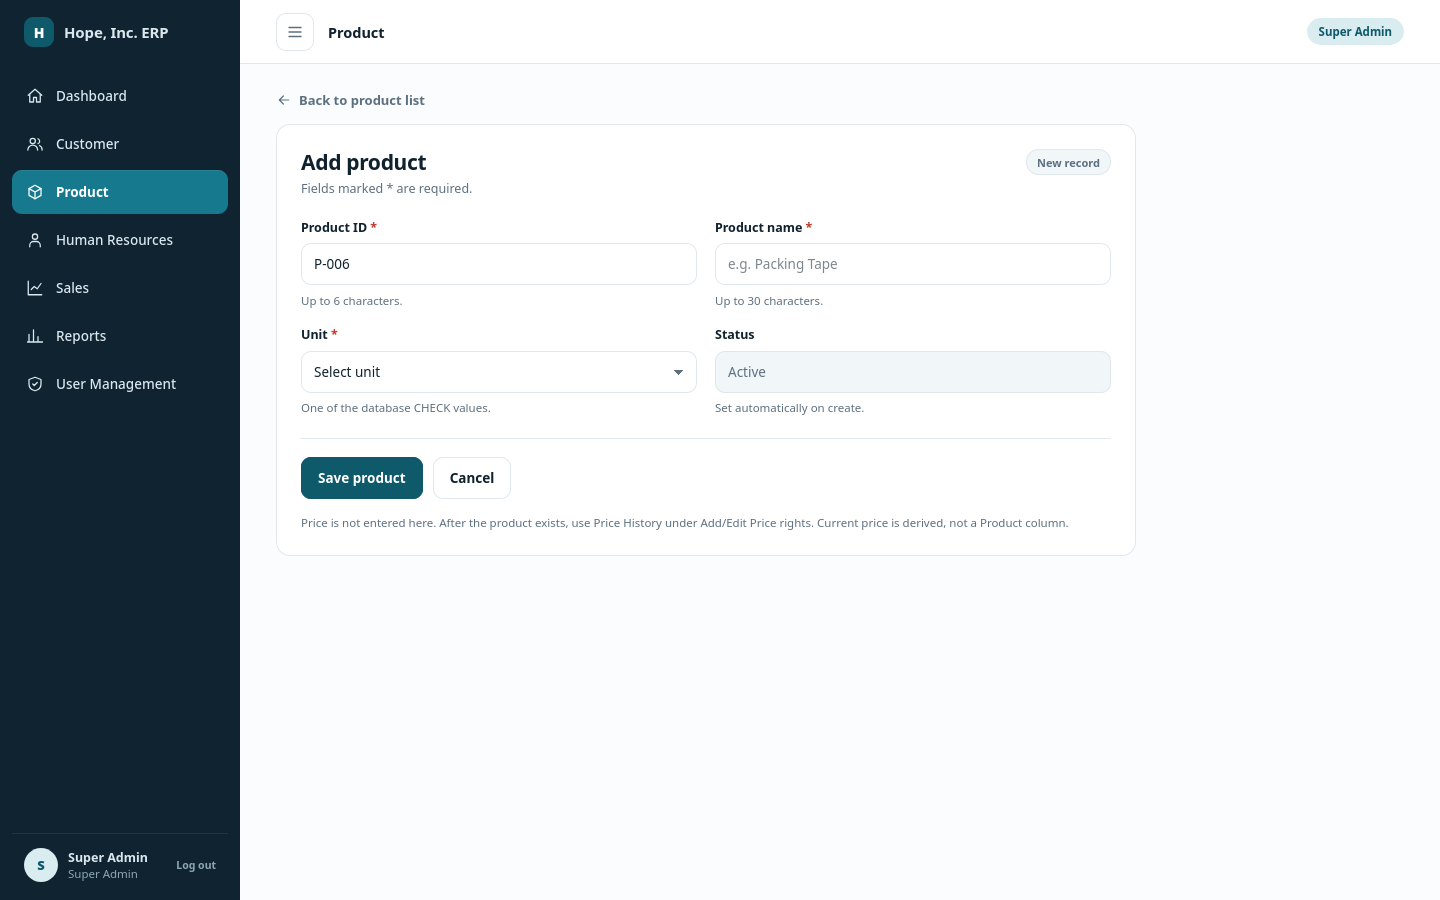 H Hope, Inc. ERP
Dashboard
Customer
Product
Human Resources
Sales
Reports
User Management
S
Super Admin
Super Admin
Log out
Product
Super Admin
Back to product list
Add product
New record
Fields marked * are required.
Product ID *
P-006
Up to 6 characters.
Product name *
e.g. Packing Tape
Up to 30 characters.
Unit *
Select unit
One of the database CHECK values.
Status
Active
Set automatically on create.
Save product
Cancel
Price is not entered here. After the product exists, use Price History under Add/Edit Price rights. Current price is derived, not a Product column.